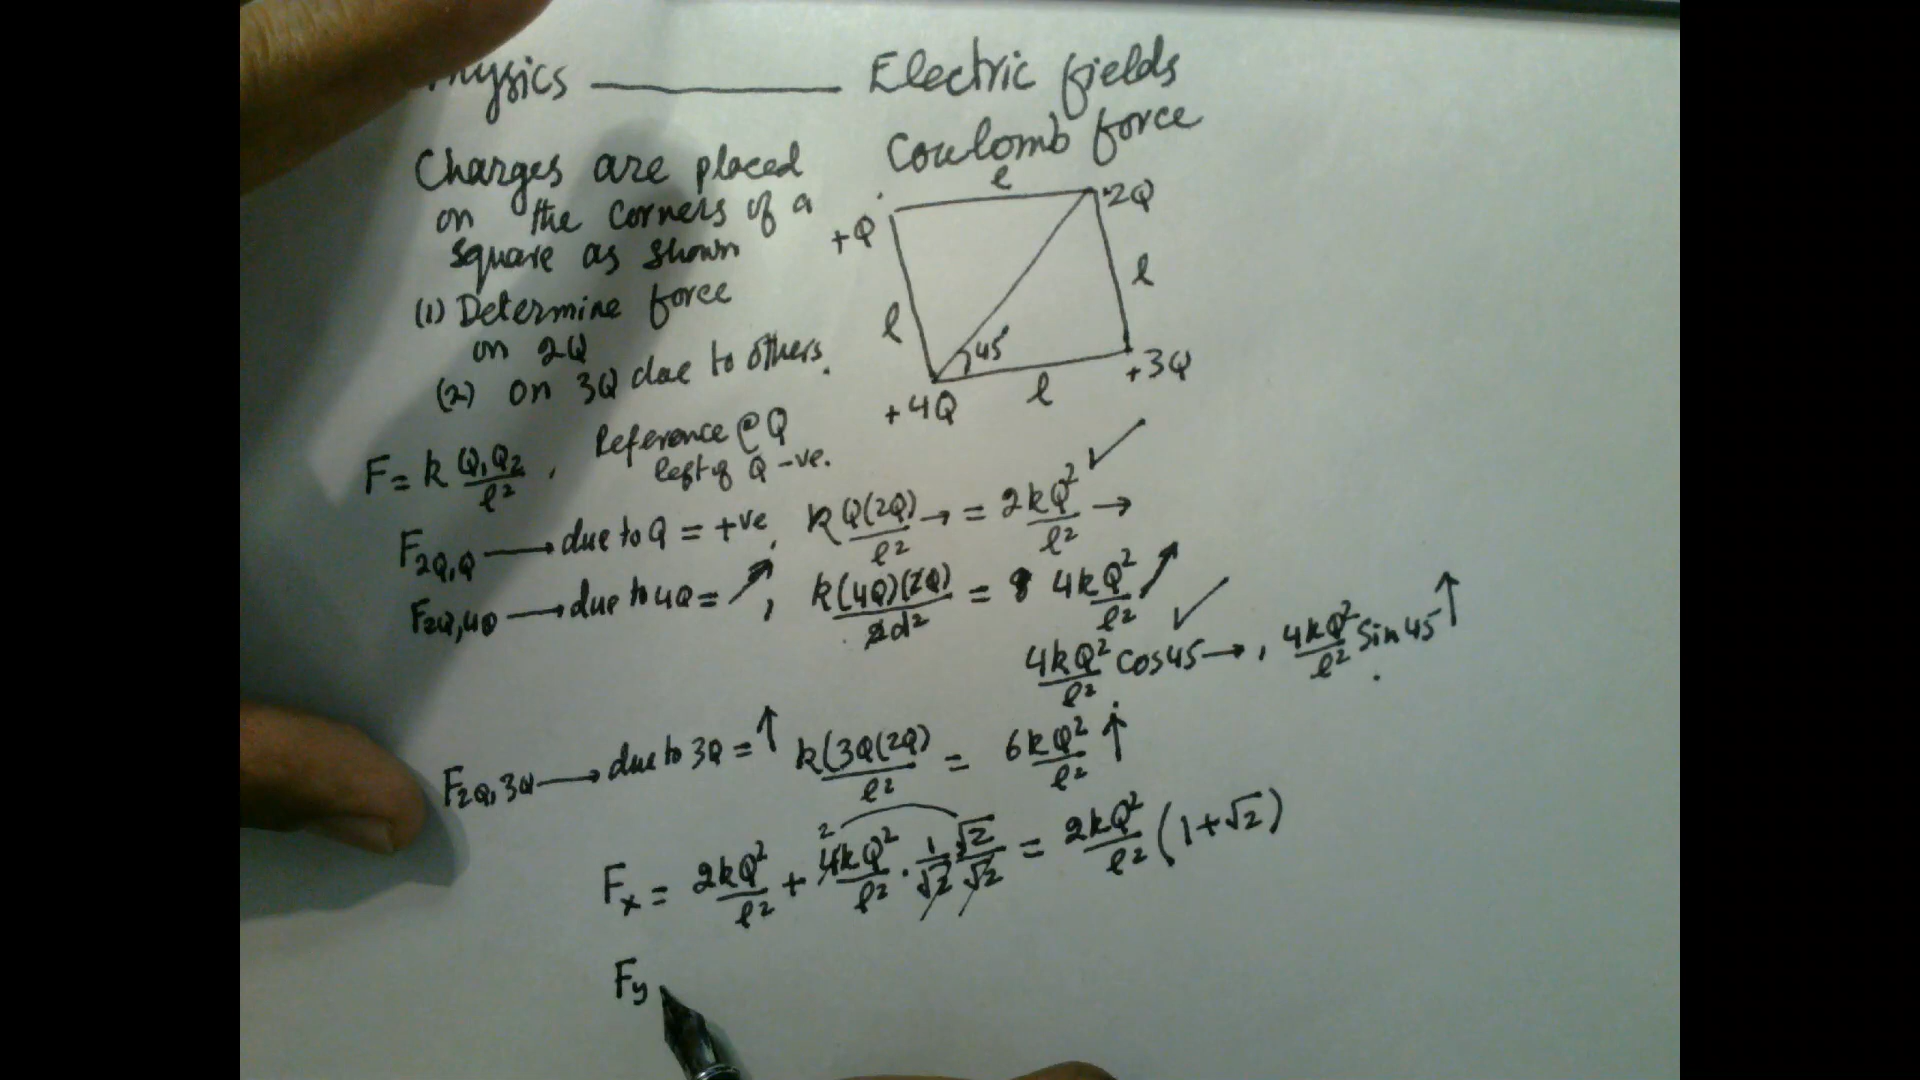 Physics ——— Electric fields
Coulomb force
Charges are placed
on the corners of a
square as shown
(1) Determine force
on 2Q
(2) on 3Q due to others.
l
+Q
2Q
l
l
45°
+3Q
l
+4Q
F = k Q₁Q₂/l² , Reference @ Q
left of Q -ve.
F2Q,Q → due to Q = +ve, kQ(2Q)/l² → = 2kQ²/l² →
F2Q,4Q → due to 4Q = ↗, k(4Q)(2Q)/2d² = 4kQ²/l² ↗
4kQ²/l² cos45 → , 4kQ²/l² sin45 ↑
F2Q,3Q → due to 3Q = ↑ k(3Q(2Q)/l² = 6kQ²/l² ↑
Fx = 2kQ²/l² + 4kQ²/l² · 1/√2 √2/√2 = 2kQ²/l² (1+√2)
2
Fy